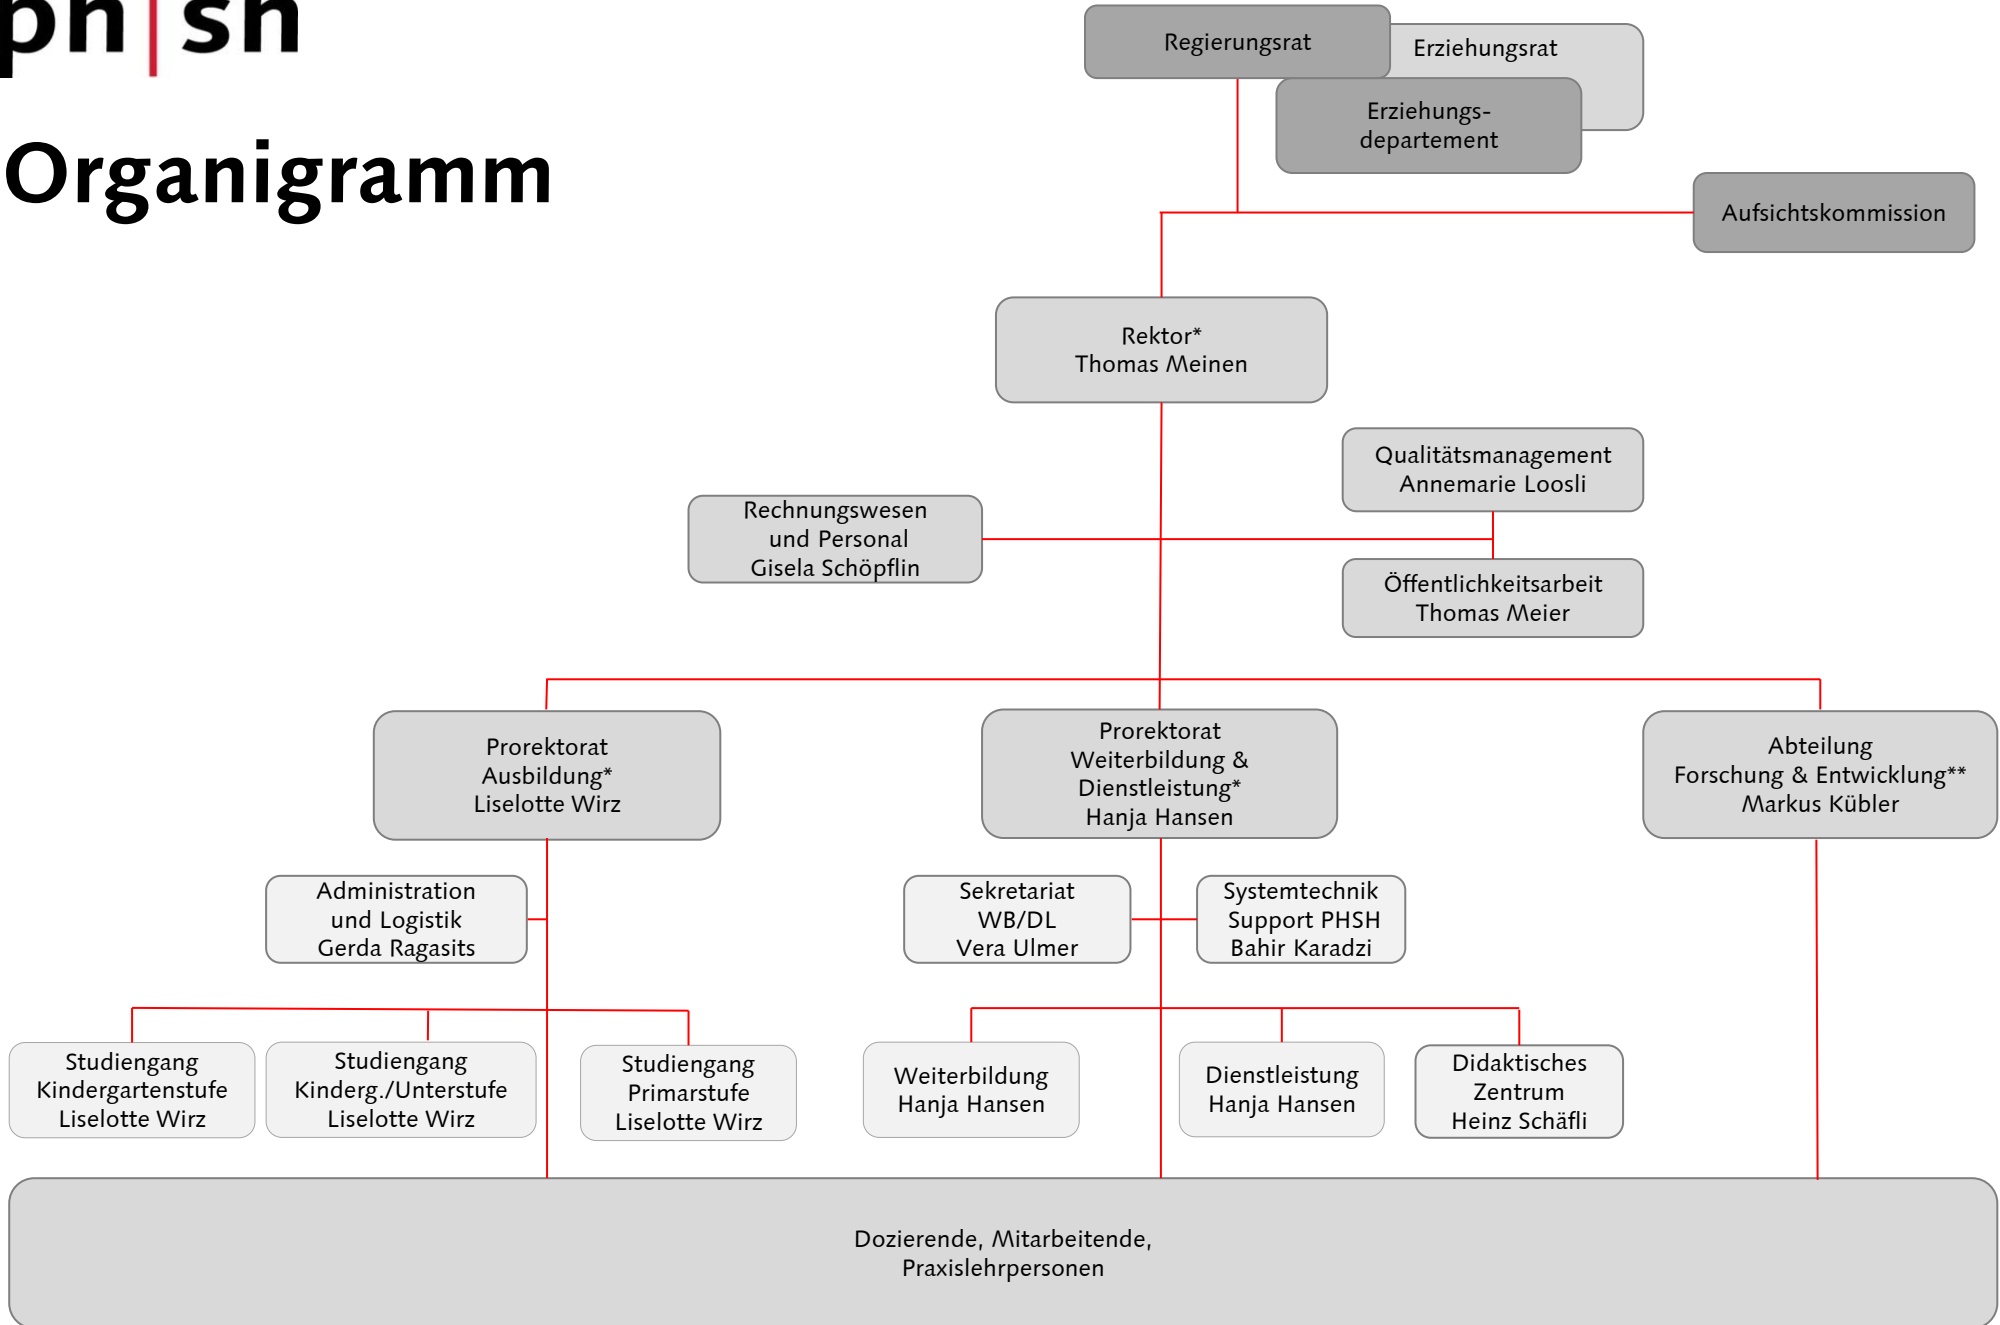 ph|sh
Organigramm
Regierungsrat
Erziehungsrat
Erziehungs-
departement
Aufsichtskommission
Rektor*
Thomas Meinen
Qualitätsmanagement
Annemarie Loosli
Rechnungswesen
und Personal
Gisela Schöpflin
Öffentlichkeitsarbeit
Thomas Meier
Prorektorat
Ausbildung*
Liselotte Wirz
Prorektorat
Weiterbildung &
Dienstleistung*
Hanja Hansen
Abteilung
Forschung & Entwicklung**
Markus Kübler
Administration
und Logistik
Gerda Ragasits
Sekretariat
WB/DL
Vera Ulmer
Systemtechnik
Support PHSH
Bahir Karadzi
Studiengang
Kindergartenstufe
Liselotte Wirz
Studiengang
Kinderg./Unterstufe
Liselotte Wirz
Studiengang
Primarstufe
Liselotte Wirz
Weiterbildung
Hanja Hansen
Dienstleistung
Hanja Hansen
Didaktisches
Zentrum
Heinz Schäfli
Dozierende, Mitarbeitende,
Praxislehrpersonen